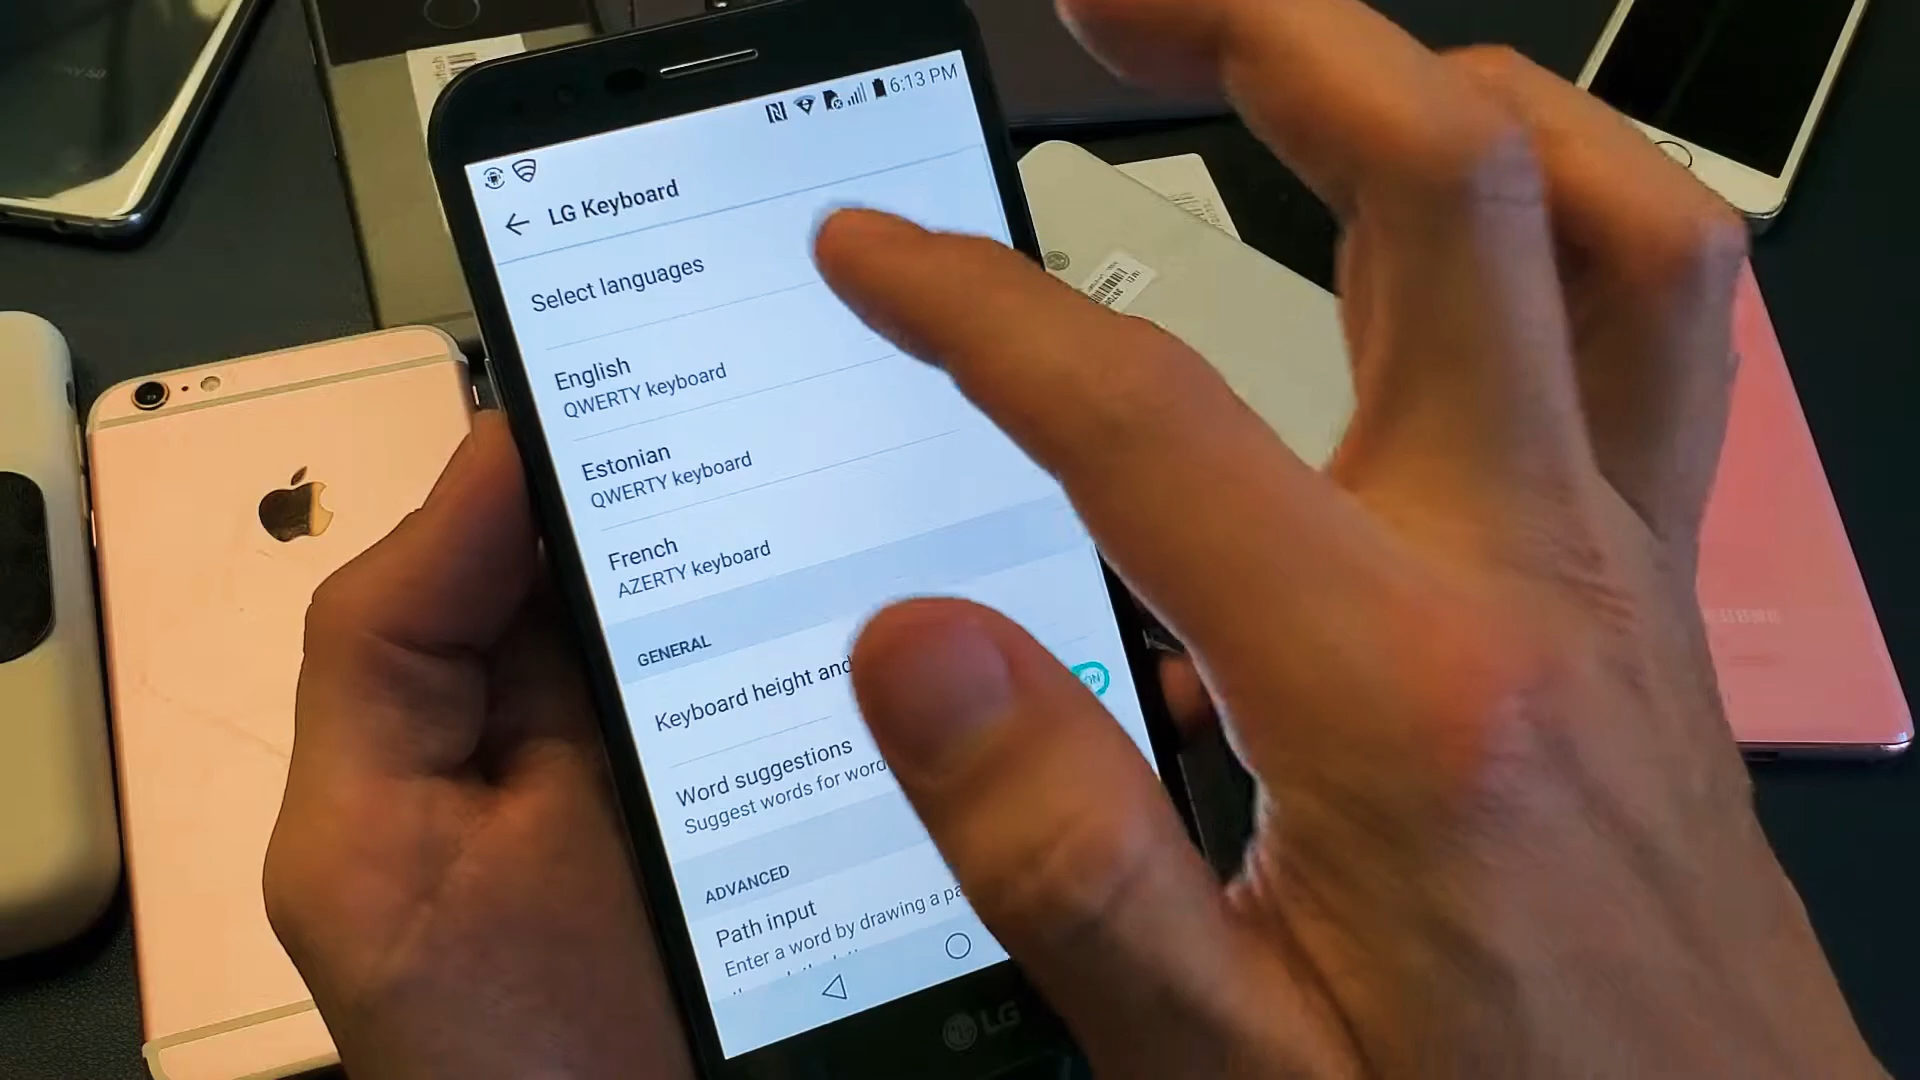 6:13 PM
LG Keyboard
Select languages
English
QWERTY keyboard
Estonian
QWERTY keyboard
French
AZERTY keyboard
GENERAL
Keyboard height and
ON
Word suggestions
Suggest words for word
ADVANCED
Path input
Enter a word by drawing a pa
LG